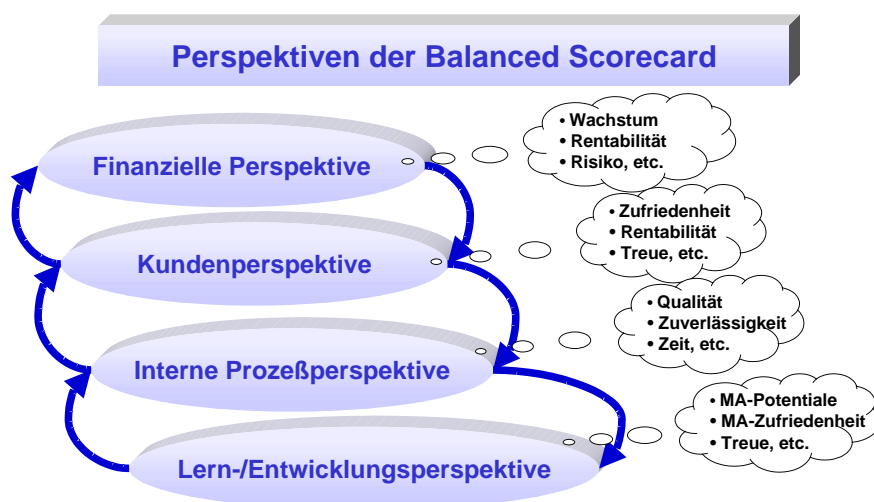 Perspektiven der Balanced Scorecard
Finanzielle Perspektive
• Wachstum
• Rentabilität
• Risiko, etc.
Kundenperspektive
• Zufriedenheit
• Rentabilität
• Treue, etc.
Interne Prozeßperspektive
• Qualität
• Zuverlässigkeit
• Zeit, etc.
Lern-/Entwicklungsperspektive
• MA-Potentiale
• MA-Zufriedenheit
• Treue, etc.